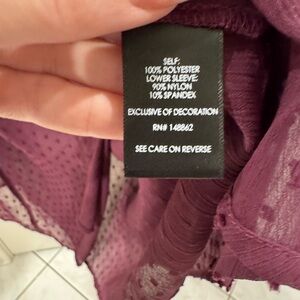 SELF:
100% POLYESTER
LOWER SLEEVE:
90% NYLON
10% SPANDEX
EXCLUSIVE OF DECORATION
RN# 148862
SEE CARE ON REVERSE